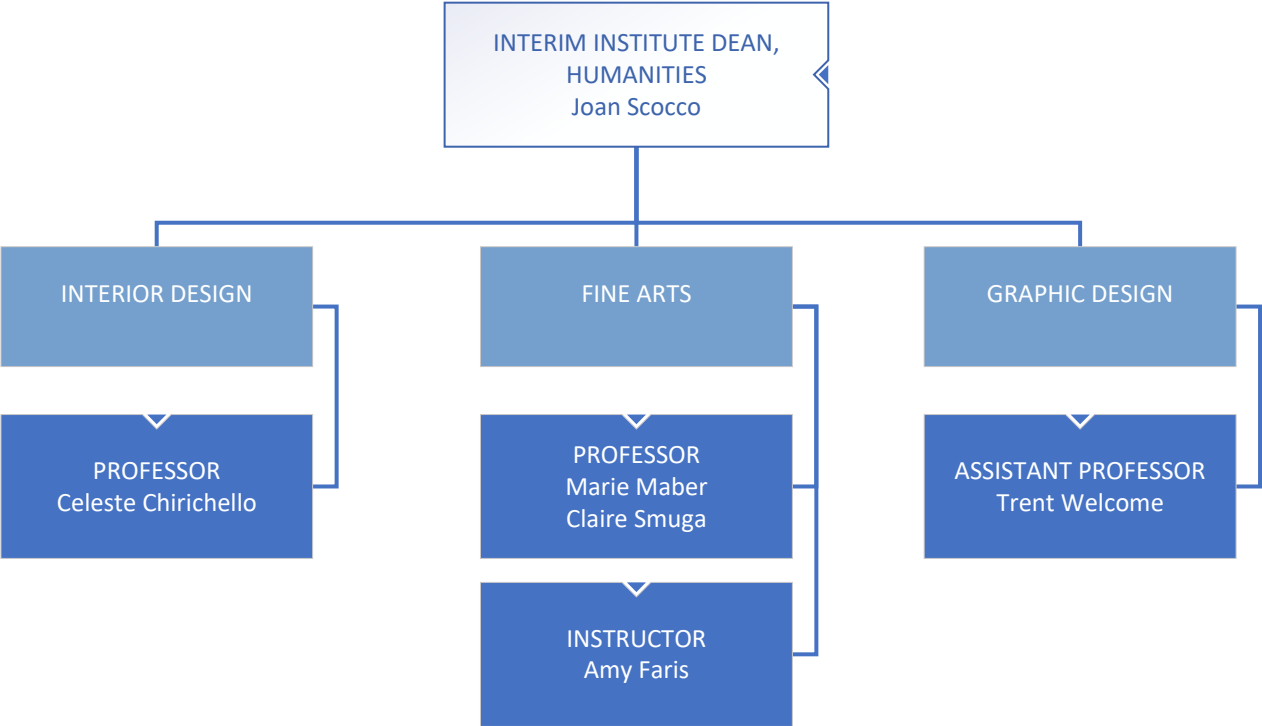 INTERIM INSTITUTE DEAN,
HUMANITIES
Joan Scocco
INTERIOR DESIGN
FINE ARTS
GRAPHIC DESIGN
PROFESSOR
Celeste Chirichello
PROFESSOR
Marie Maber
Claire Smuga
ASSISTANT PROFESSOR
Trent Welcome
INSTRUCTOR
Amy Faris